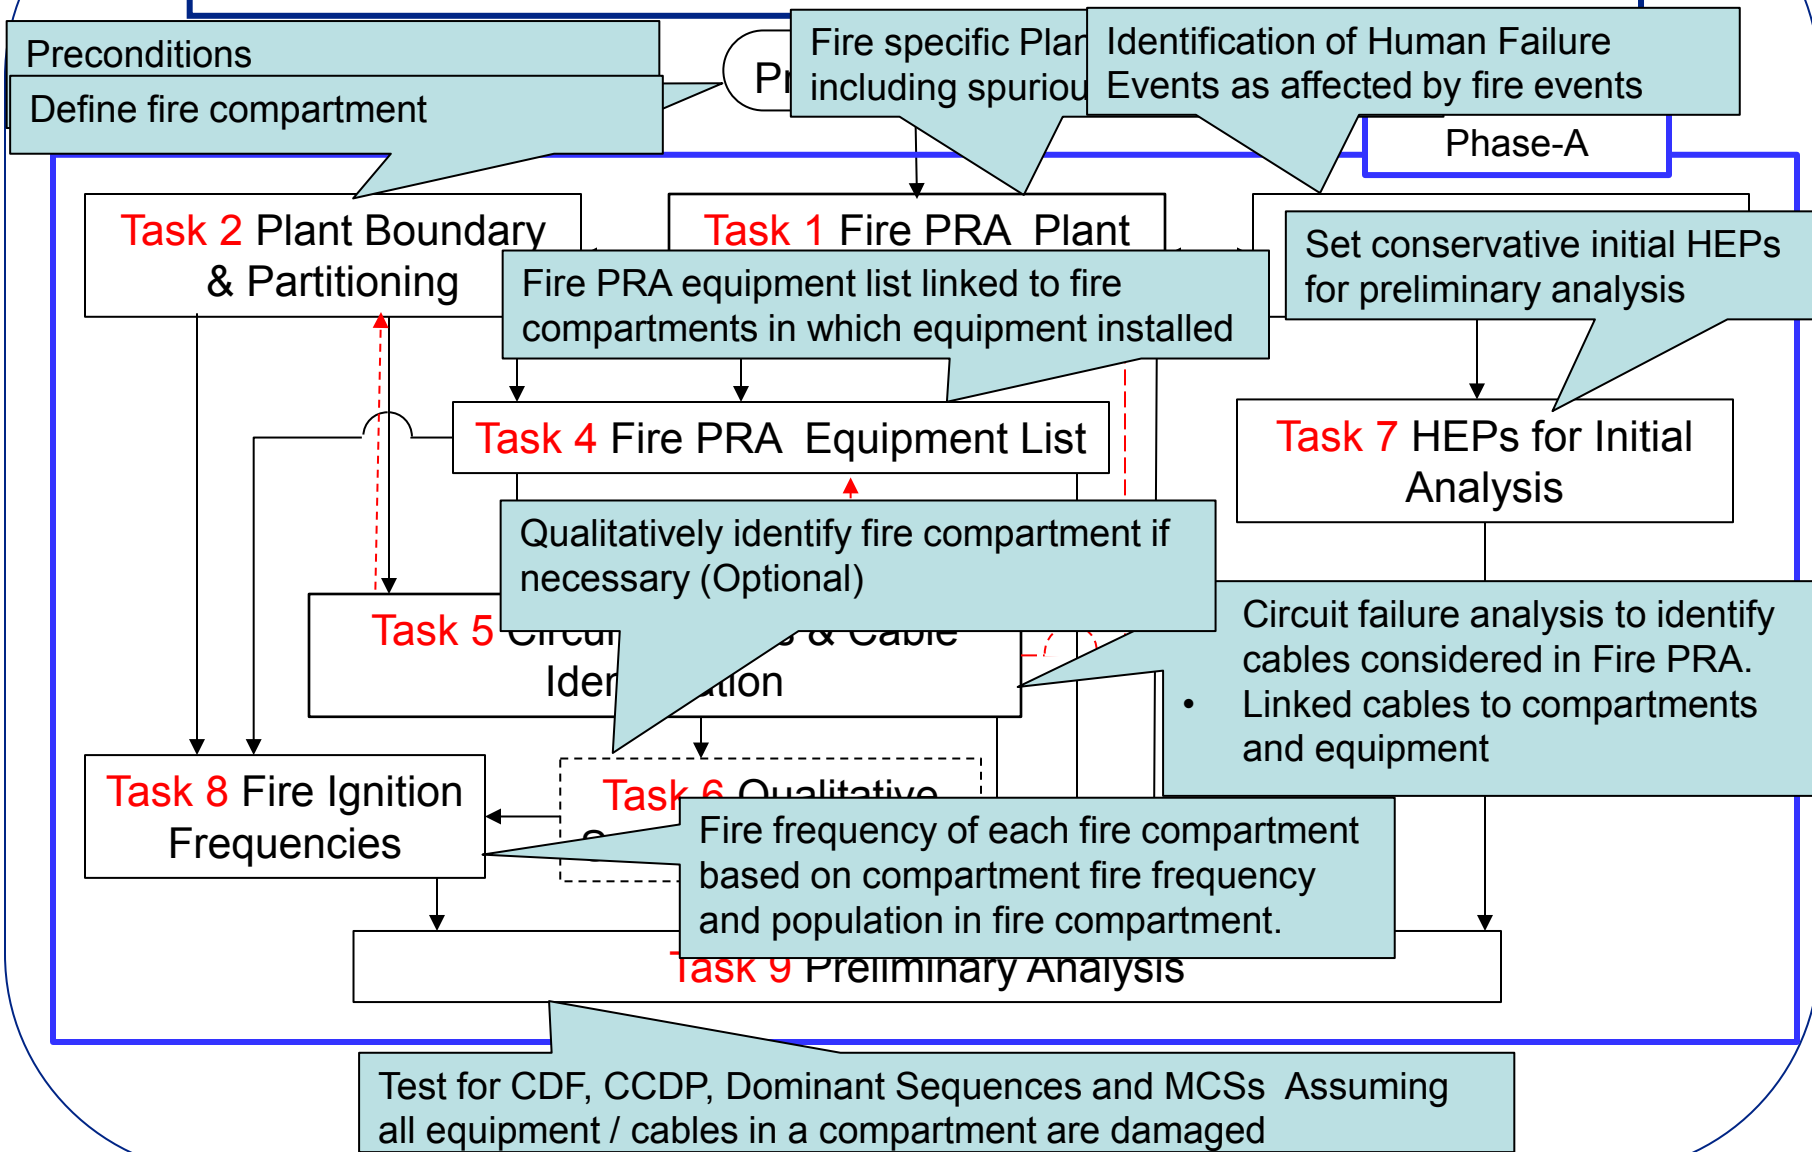 Preconditions
Define fire compartment
Fire specific
including
Identification of Human Failure
Events as affected by fire events
Phase-A
Task 2 Plant Boundary
& Partitioning
Task 1 Fire PRA Plant
Set conservative initial HEPs
for preliminary analysis
Fire PRA equipment list linked to fire
compartments in which equipment installed
Task 4 Fire PRA Equipment List
Task 7 HEPs for Initial
Analysis
Qualitatively identify fire compartment if
necessary (Optional)
Task 5 & Cable
Circuit failure analysis to identify
cables considered in Fire PRA.
• Linked cables to compartments
and equipment
Task 8 Fire Ignition
Frequencies
Task 6 Qualitative
Fire frequency of each fire compartment
based on compartment fire frequency
and population in fire compartment.
Task 9 Preliminary Analysis
Test for CDF, CCDP, Dominant Sequences and MCSs Assuming
all equipment / cables in a compartment are damaged